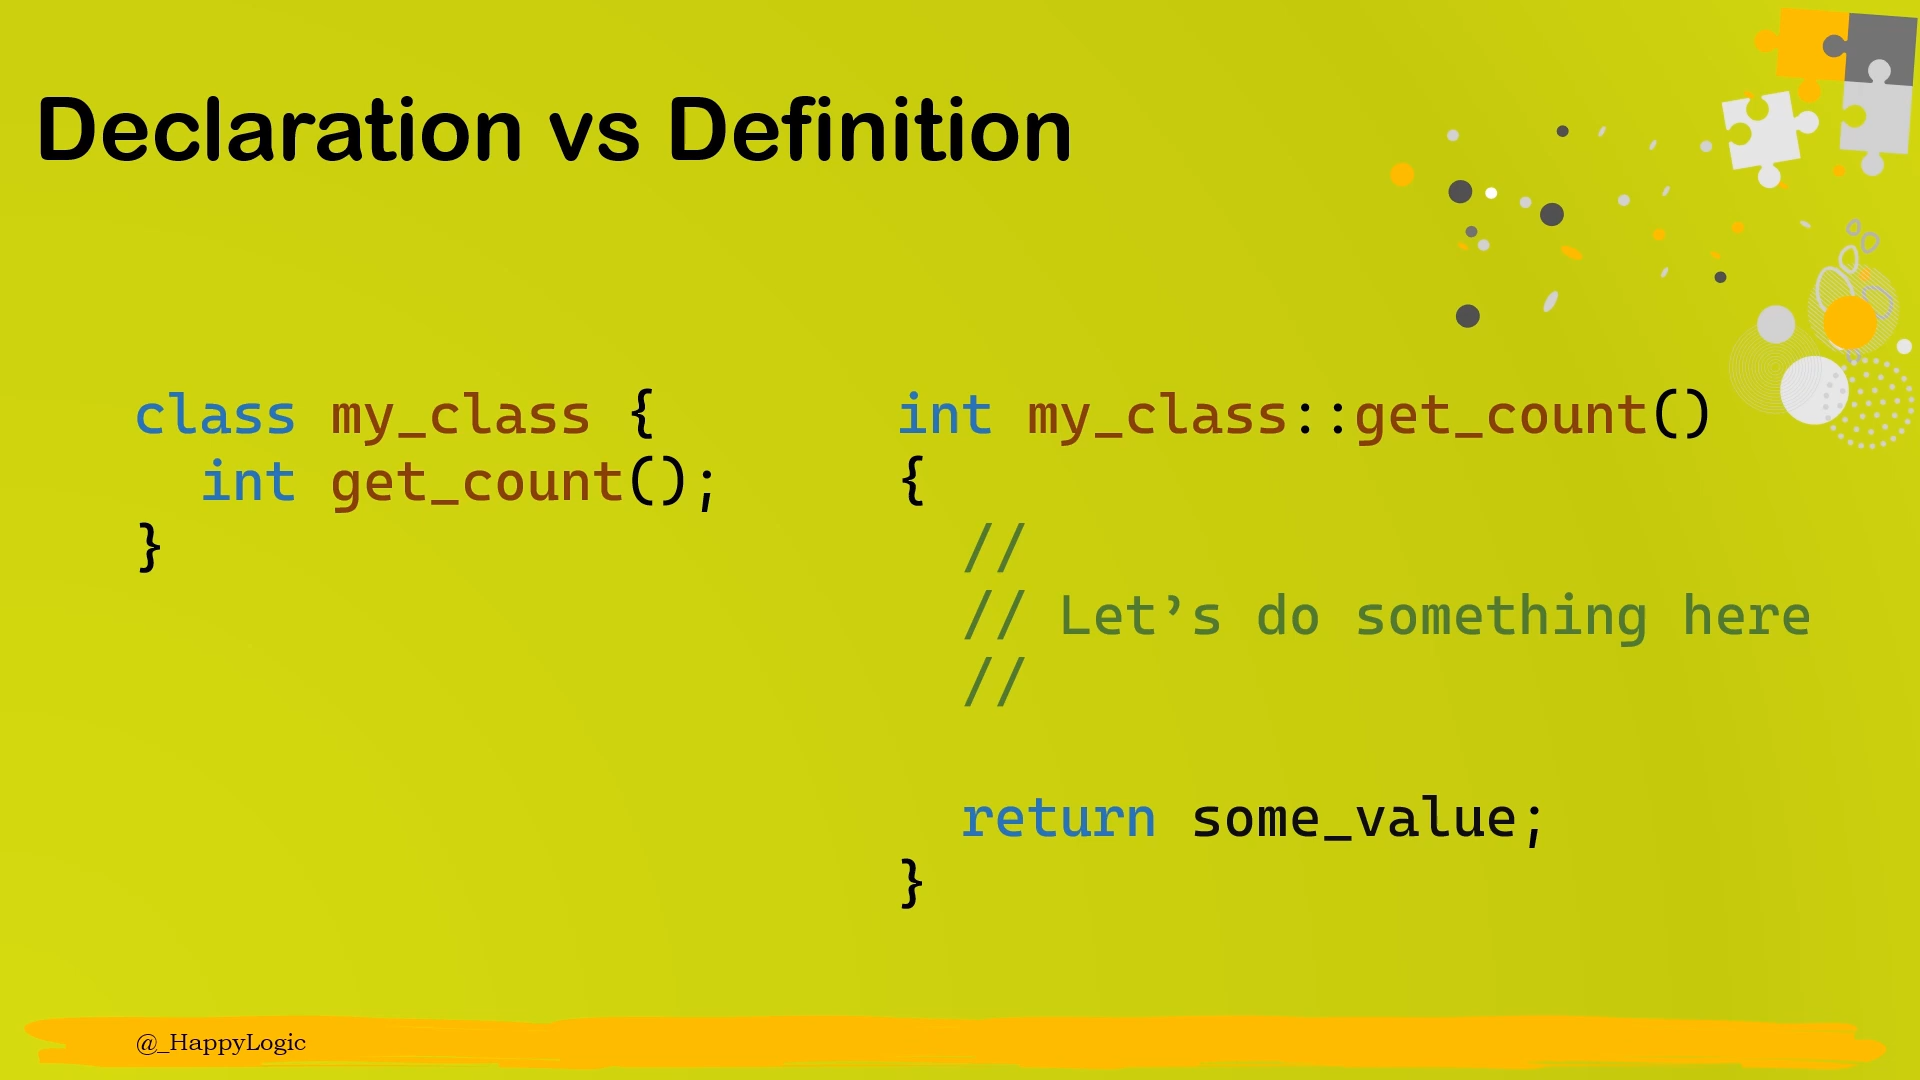 Declaration vs Definition
class my_class {
  int get_count();
}
int my_class::get_count()
{
  //
  // Let’s do something here
  //
  return some_value;
}
@_HappyLogic